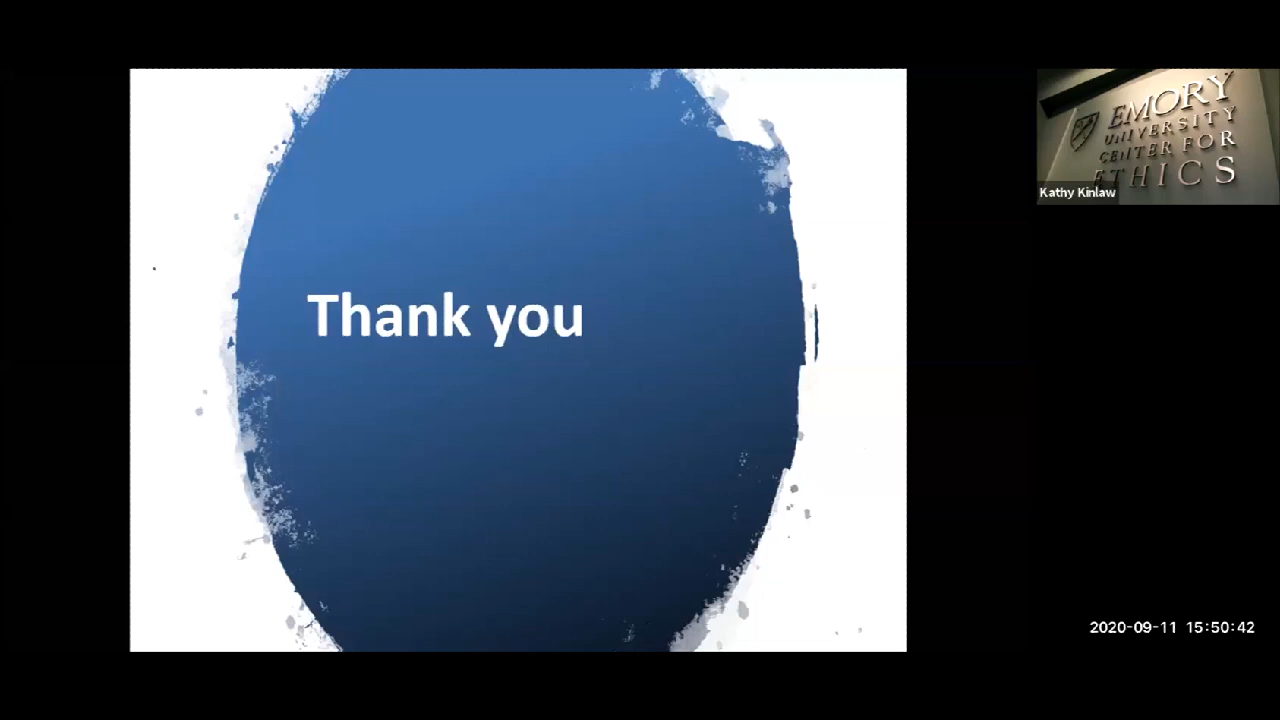 Thank you
EMORY
UNIVERSITY
CENTER FOR
ETHICS
Kathy Kinlaw
2020-09-11 15:50:42